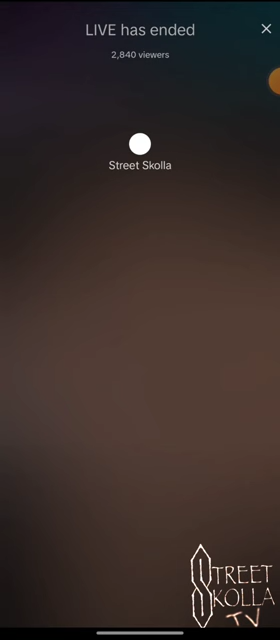 LIVE has ended
2,840 viewers
Street Skolla
STREET
SKOLLA
TV